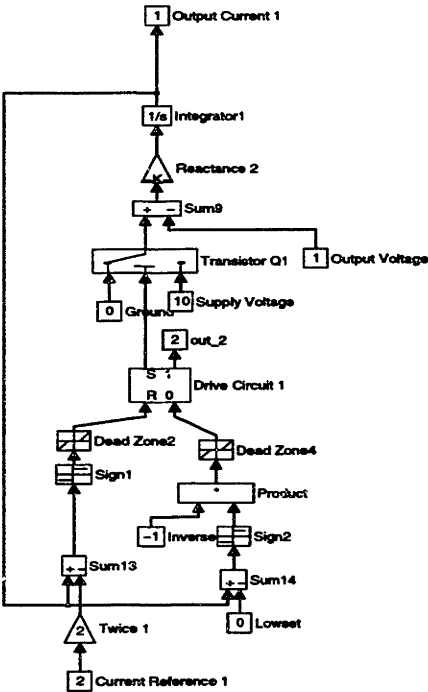 1 Output Current 1
1/s Integrator1
K Reactance 2
+ − Sum9
Transistor Q1
1 Output Voltage
0 Ground
10 Supply Voltage
2 out_2
S
R 0
Drive Circuit 1
Dead Zone2
Dead Zone4
Sign1
* Product
-1 Inverse
Sign2
+− Sum13
+− Sum14
2 Twice 1
0 Lowset
2 Current Reference 1